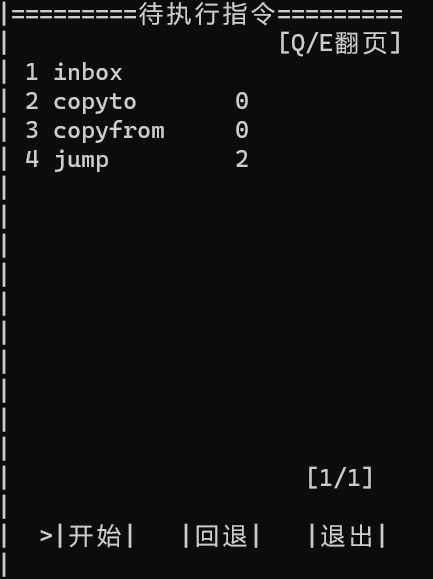 |=========待执行指令=========
| [Q/E翻页]
| 1 inbox
| 2 copyto 0
| 3 copyfrom 0
| 4 jump 2
|
|
|
|
|
|
|
|
|
|
| [1/1]
|
| >|开始| |回退| |退出|
|